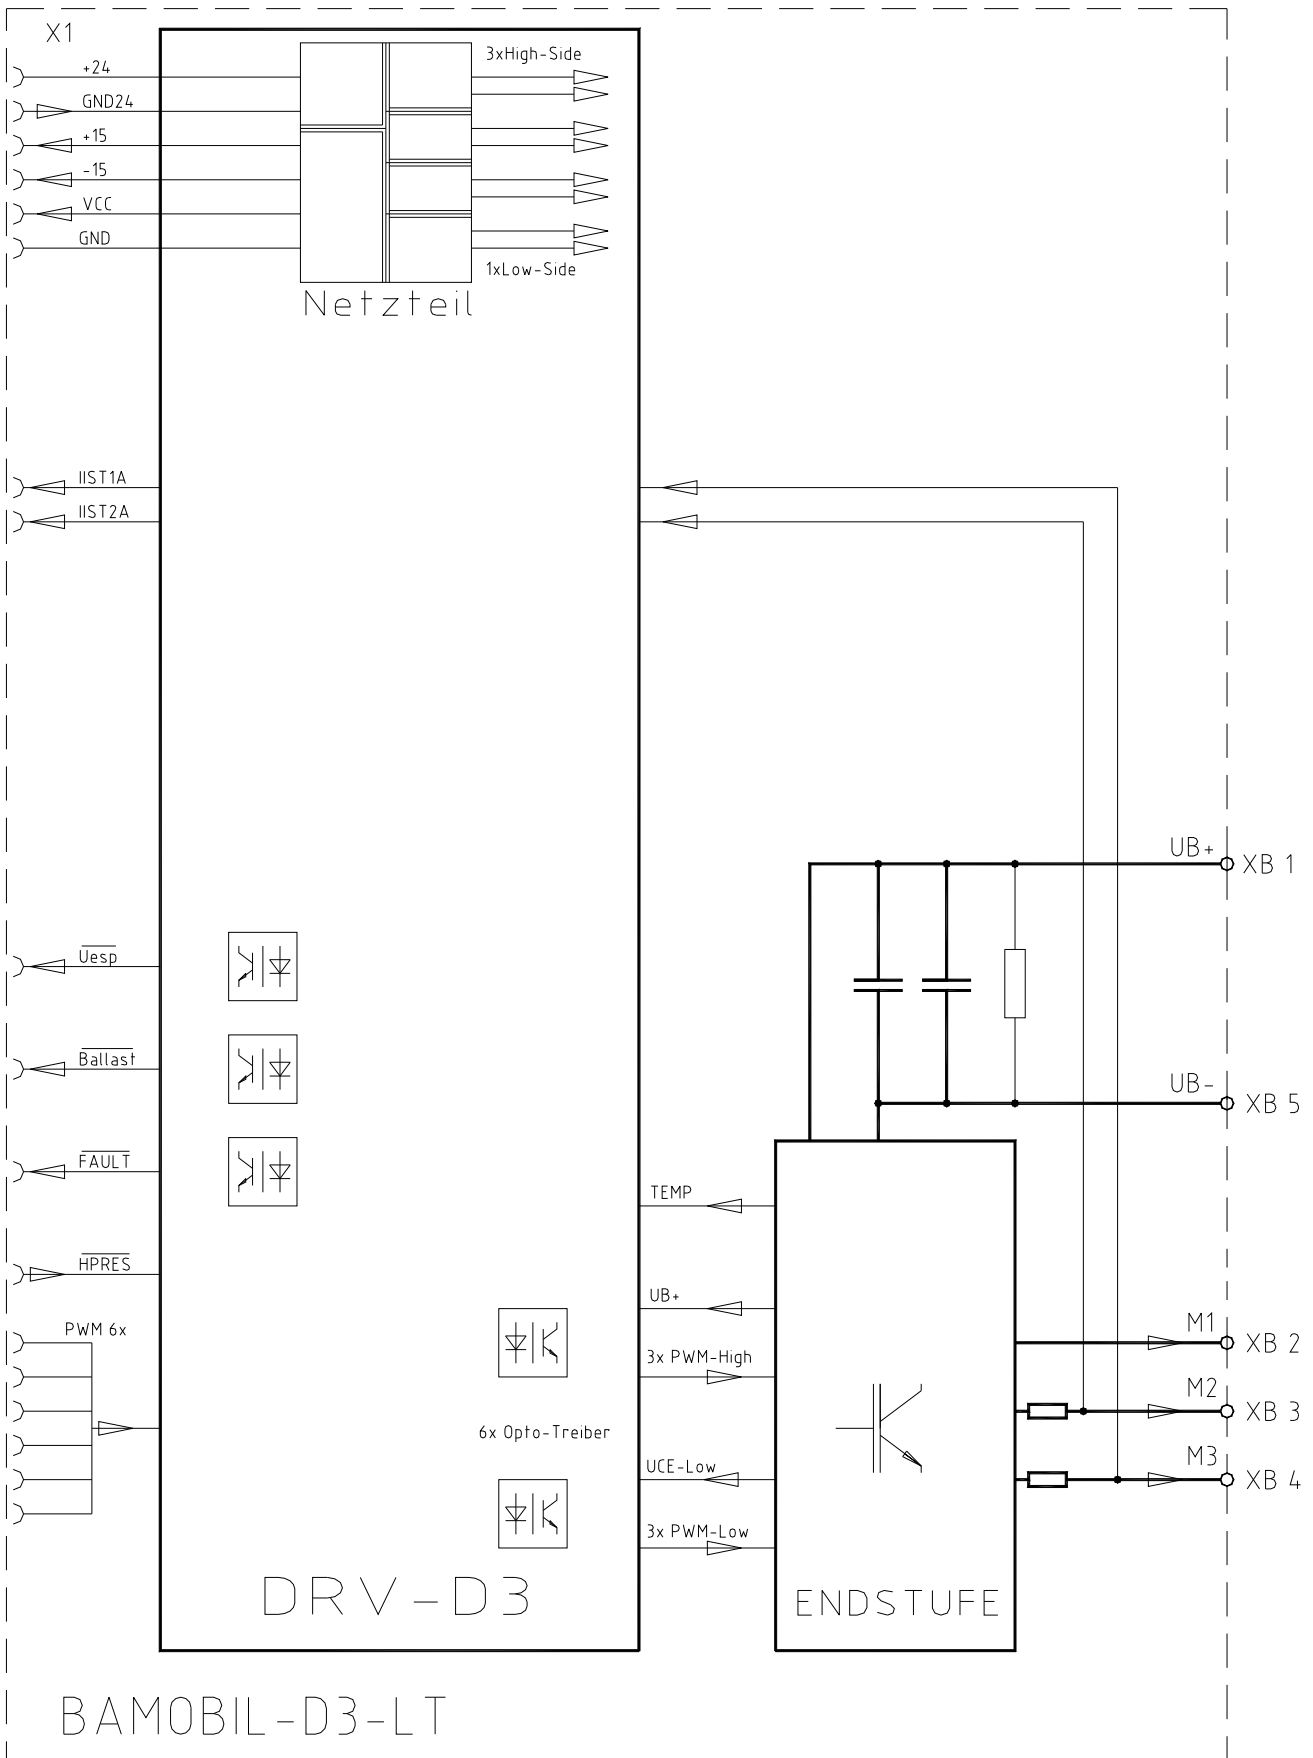 X1
+24
GND24
+15
-15
VCC
GND
3xHigh-Side
1xLow-Side
Netzteil
IIST1A
IIST2A
UB+
XB 1
Uesp
Ballast
UB-
XB 5
FAULT
TEMP
HPRES
UB+
PWM 6x
M1
XB 2
3x PWM-High
M2
XB 3
6x Opto-Treiber
UCE-Low
M3
XB 4
3x PWM-Low
DRV-D3
ENDSTUFE
BAMOBIL-D3-LT